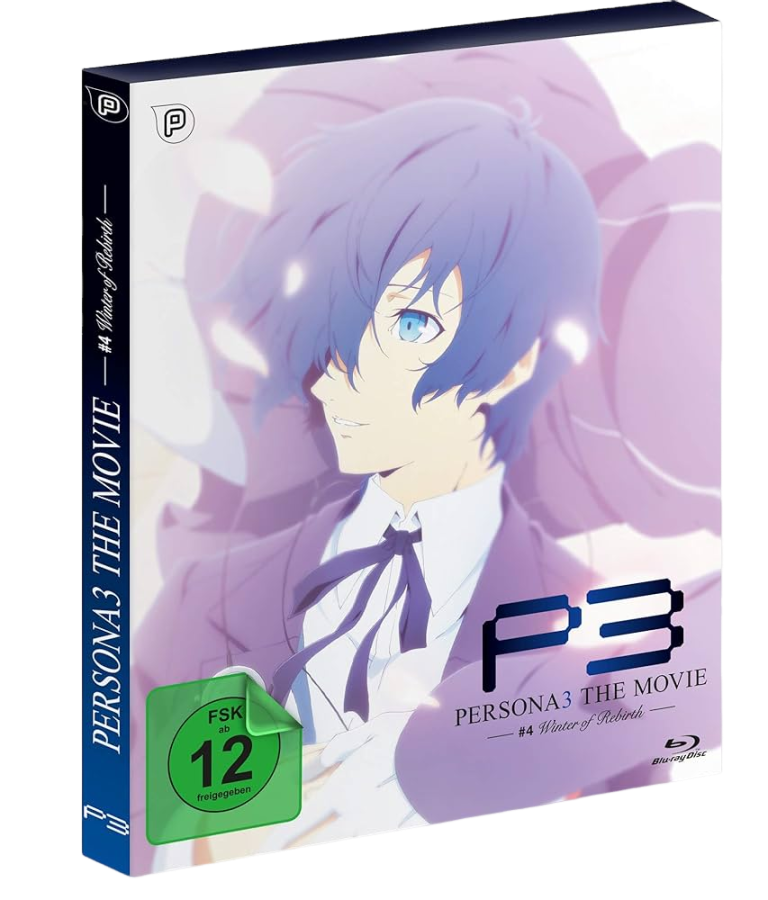 P
#4 Winter of Rebirth
PERSONA3 THE MOVIE
P3
P
P3
PERSONA3 THE MOVIE
#4 Winter of Rebirth
Blu-ray Disc
FSK
ab
12
freigegeben